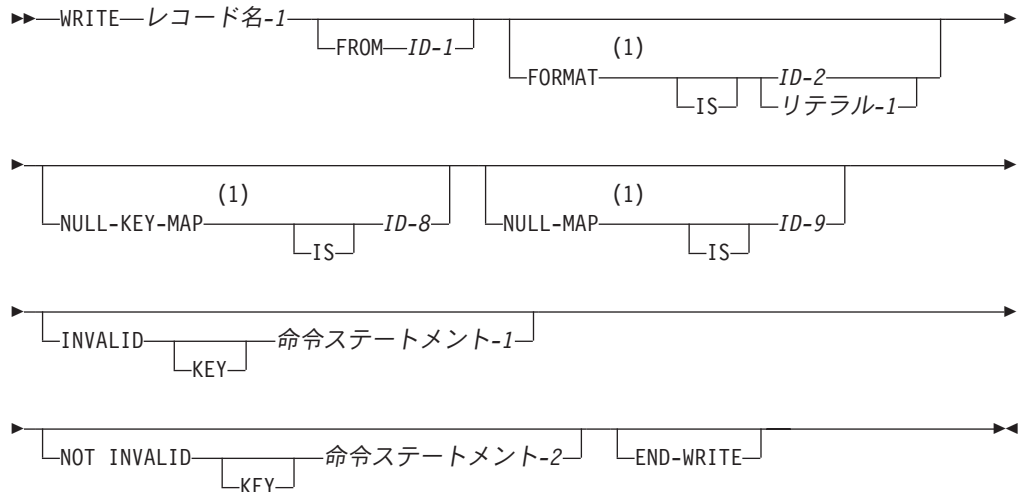 WRITE レコード名-1
FROM ID-1
(1)
FORMAT ID-2
IS リテラル-1
(1) (1)
NULL-KEY-MAP ID-8 NULL-MAP ID-9
IS IS
INVALID 命令ステートメント-1
KEY
NOT INVALID 命令ステートメント-2 END-WRITE
KEY